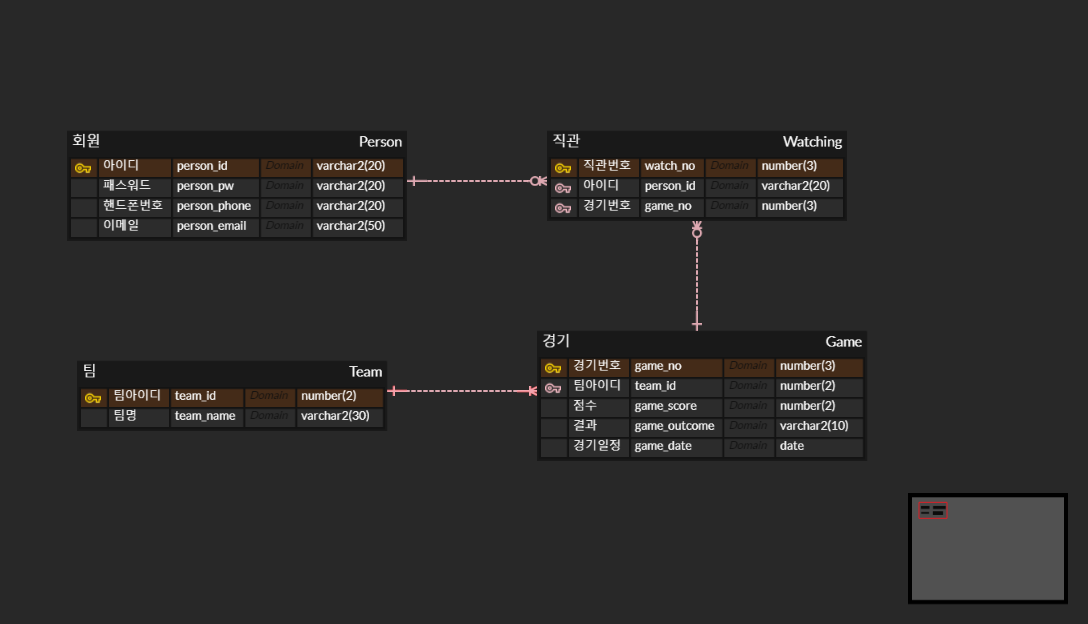 회원 Person
아이디 person_id Domain varchar2(20)
패스워드 person_pw Domain varchar2(20)
핸드폰번호 person_phone Domain varchar2(20)
이메일 person_email Domain varchar2(50)
직관 Watching
직관번호 watch_no Domain number(3)
아이디 person_id Domain varchar2(20)
경기번호 game_no Domain number(3)
팀 Team
팀아이디 team_id Domain number(2)
팀명 team_name Domain varchar2(30)
경기 Game
경기번호 game_no Domain number(3)
팀아이디 team_id Domain number(2)
점수 game_score Domain number(2)
결과 game_outcome Domain varchar2(10)
경기일정 game_date Domain date